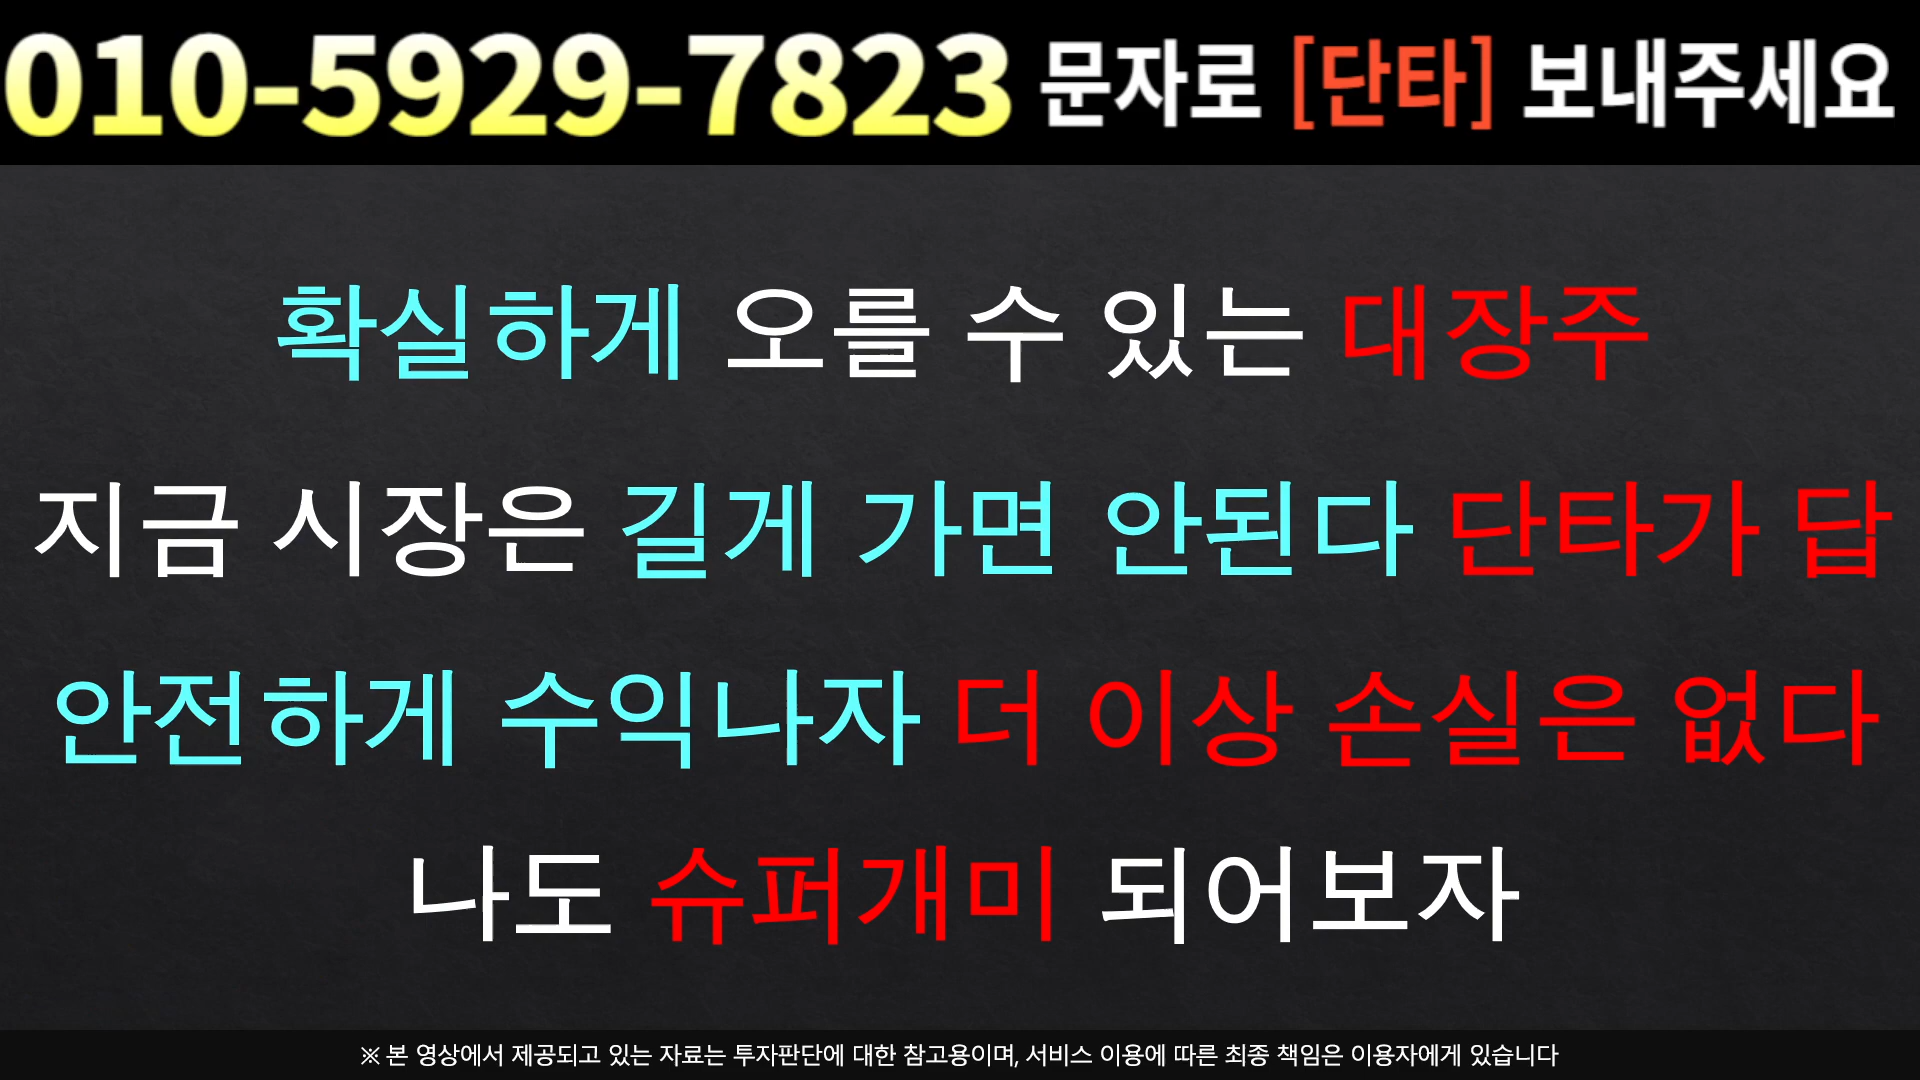 010-5929-7823 문자로 [단타] 보내주세요
확실하게 오를 수 있는 대장주
지금 시장은 길게 가면 안된다 단타가 답
안전하게 수익나자 더 이상 손실은 없다
나도 슈퍼개미 되어보자
※ 본 영상에서 제공되고 있는 자료는 투자판단에 대한 참고용이며, 서비스 이용에 따른 최종 책임은 이용자에게 있습니다